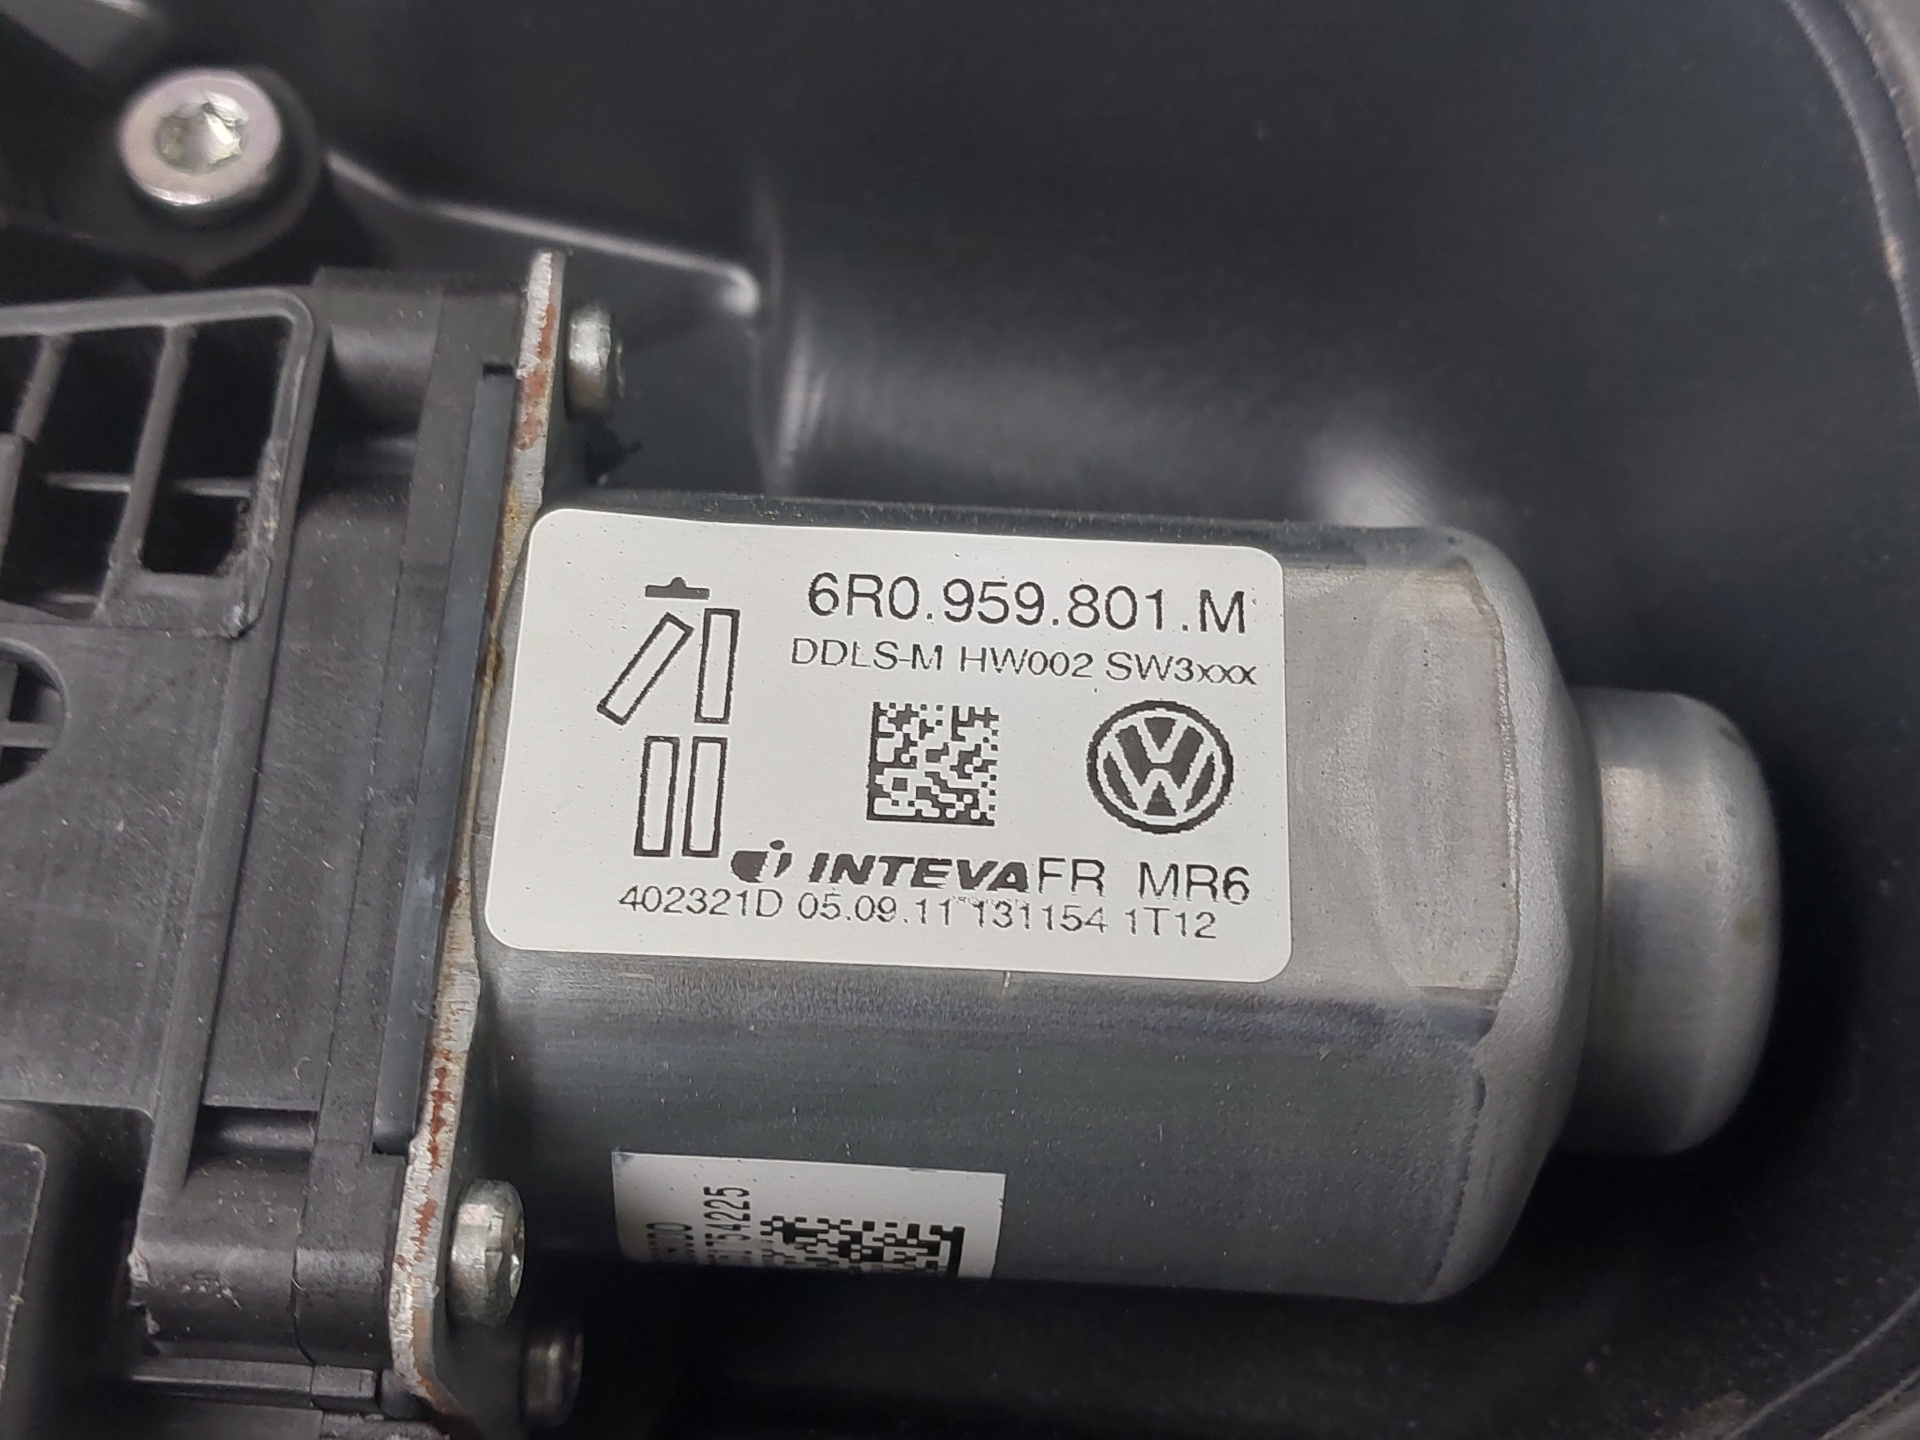 6R0.959.801.M
DDLS-M HW002 SW3xxx
INTEVA FR MR6
402321D 05.09.11 131154 1T12